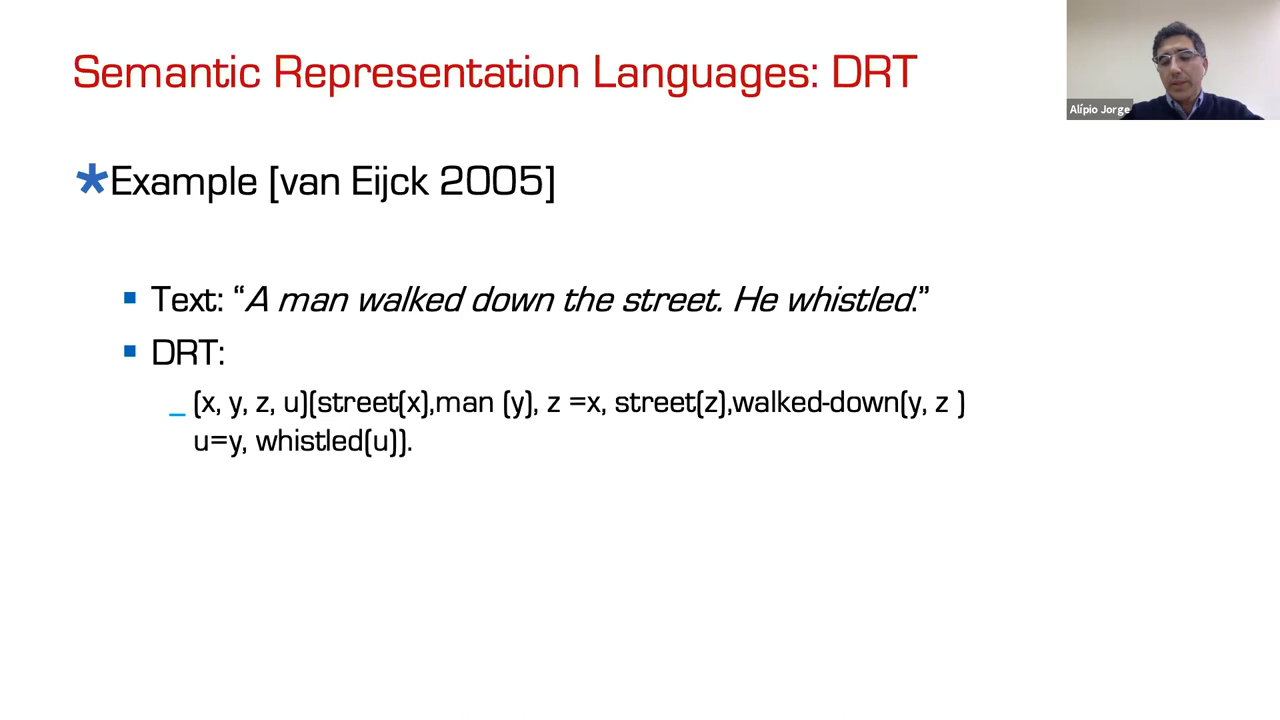 Semantic Representation Languages: DRT
Alípio Jorge
*Example [van Eijck 2005]
▪ Text: “A man walked down the street. He whistled.”
▪ DRT:
_ (x, y, z, u)(street(x),man (y), z =x, street(z),walked-down(y, z )
u=y, whistled(u)).